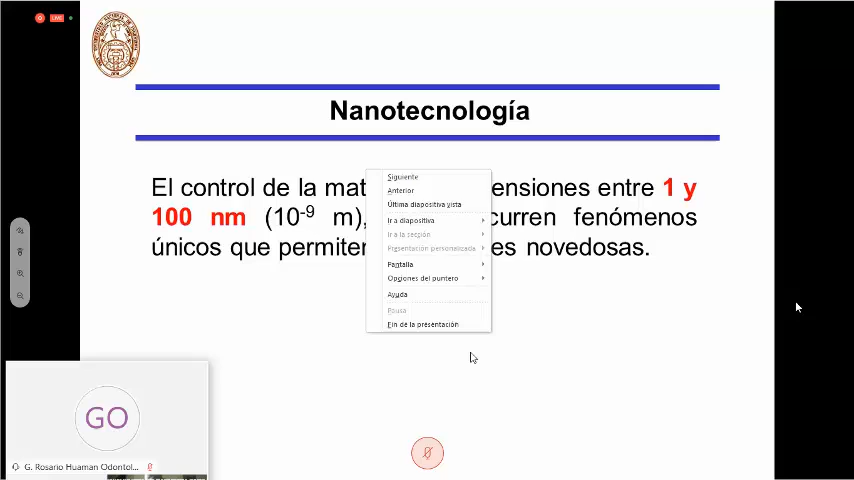 LIVE
Nanotecnología
El control de la mat ensiones entre 1 y
100 nm (10-9 m), curren fenómenos
únicos que permiten es novedosas.
Siguiente
Anterior
Última diapositiva vista
Ir a diapositiva
Ir a la sección
Presentación personalizada
Pantalla
Opciones del puntero
Ayuda
Pausa
Fin de la presentación
GO
G. Rosario Huaman Odontol...